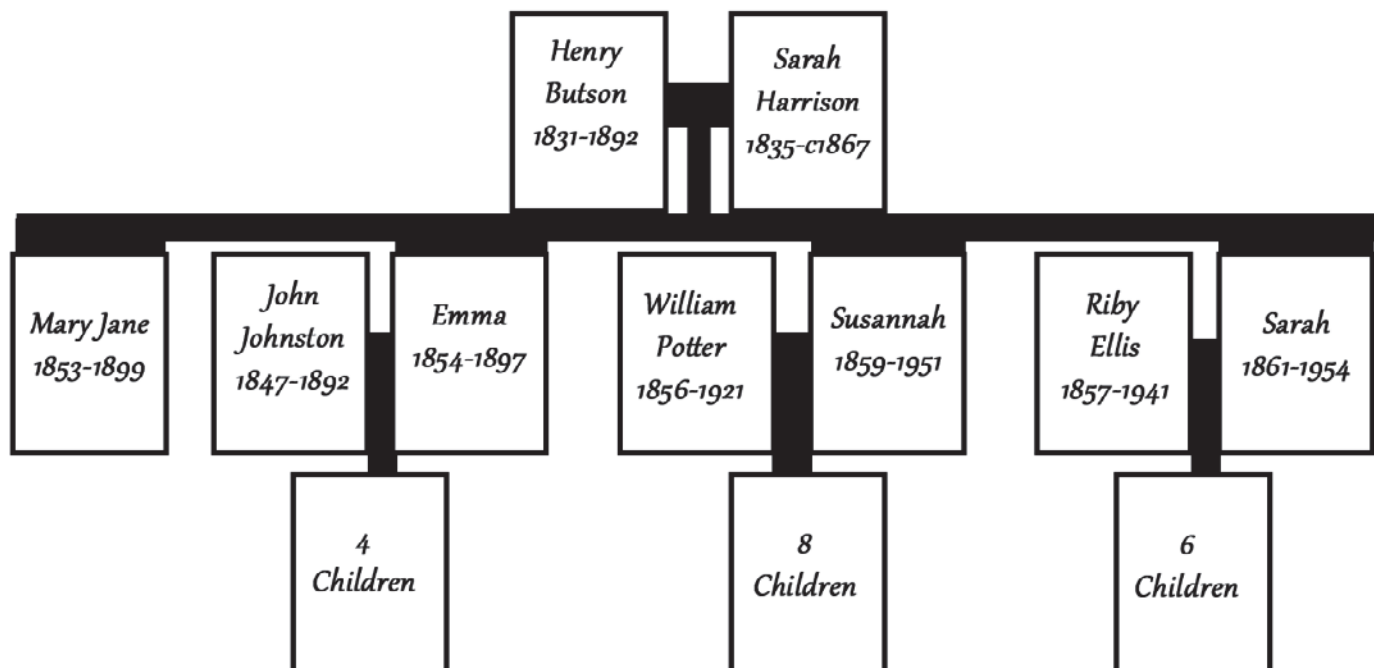 Henry
Butson
1831-1892
Sarah
Harrison
1835-c1867
Mary Jane
1853-1899
John
Johnston
1847-1892
Emma
1854-1897
William
Potter
1856-1921
Susannah
1859-1951
Riby
Ellis
1857-1941
Sarah
1861-1954
4
Children
8
Children
6
Children